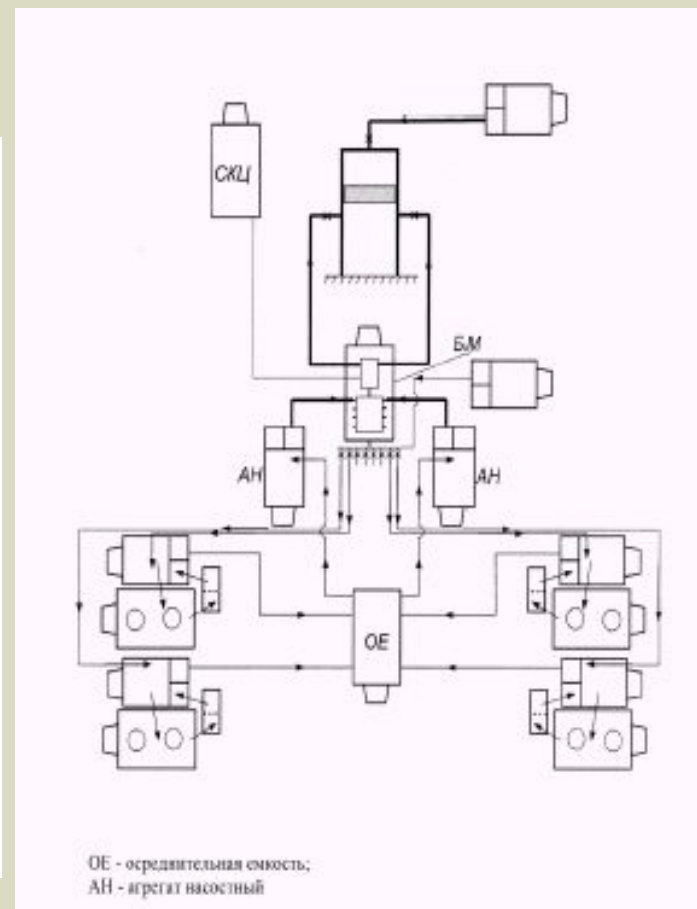 СКЦ
БМ
АН
АН
ОЕ
ОЕ - осреднительная емкость;
АН - агрегат насосный